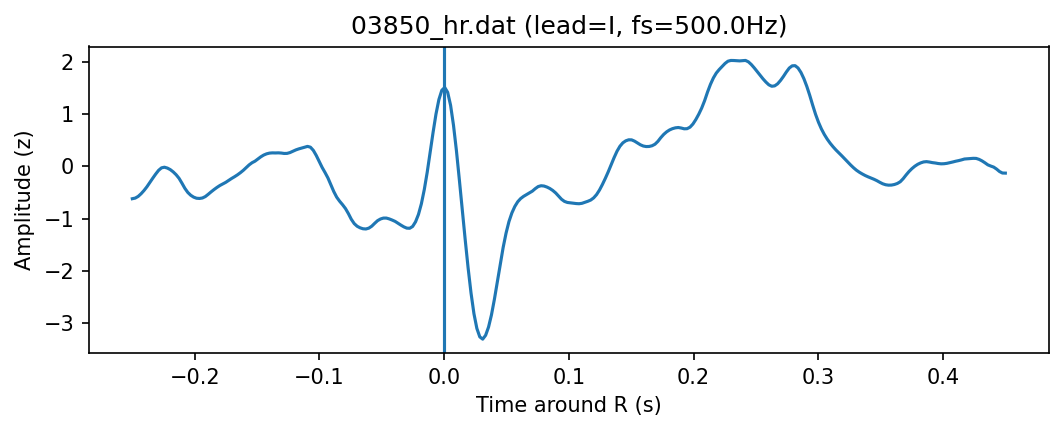 03850_hr.dat (lead=I, fs=500.0Hz)
2
1
0
−1
−2
−3
Amplitude (z)
−0.2 −0.1 0.0 0.1 0.2 0.3 0.4
Time around R (s)